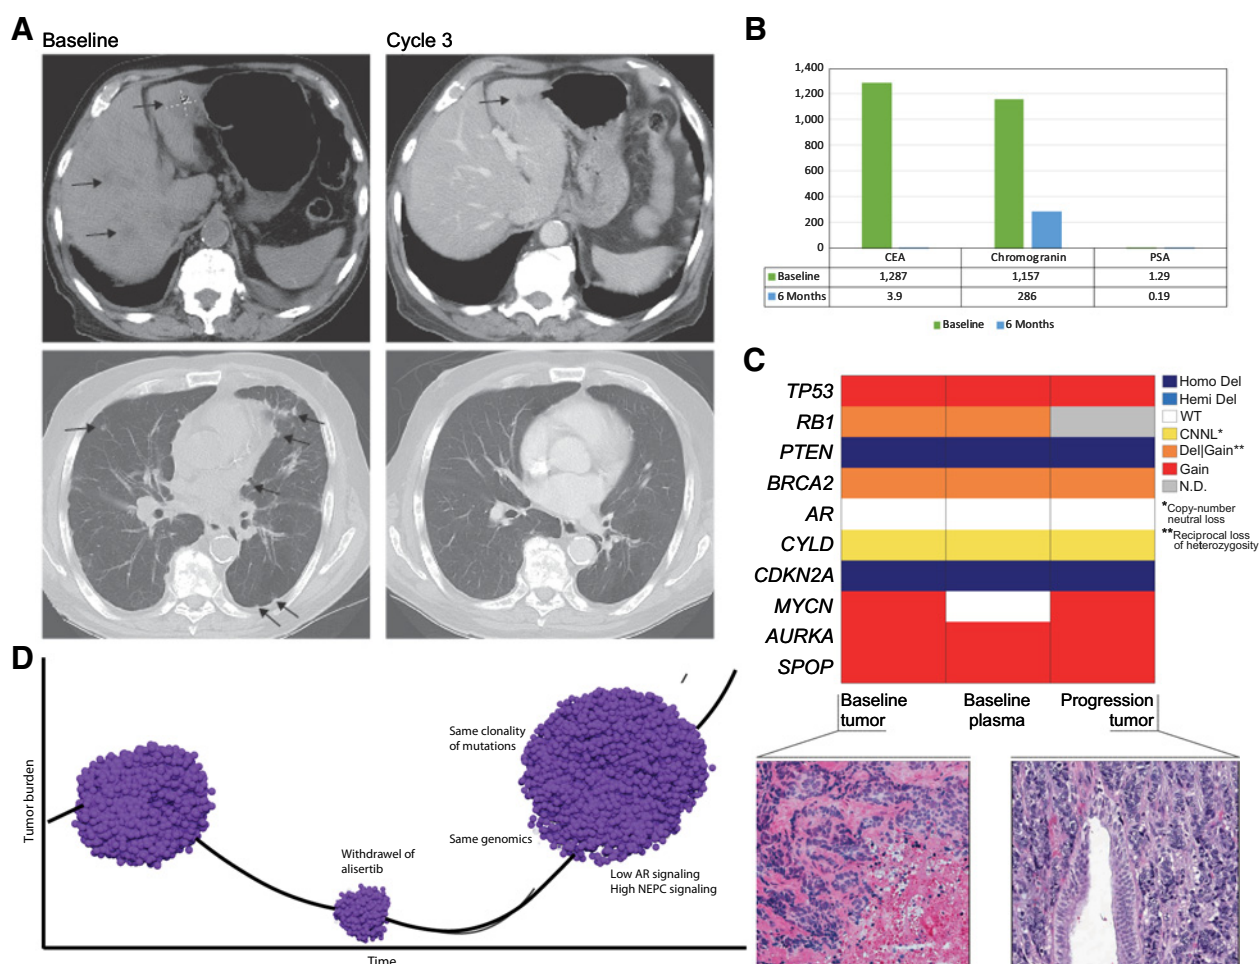 A
Baseline
Cycle 3
B
1,400
1,200
1,000
800
600
400
200
0
CEA
Chromogranin
PSA
Baseline
1,287
1,157
1.29
6 Months
3.9
286
0.19
Baseline
6 Months
C
TP53
RB1
PTEN
BRCA2
AR
CYLD
CDKN2A
MYCN
AURKA
SPOP
Homo Del
Hemi Del
WT
CNNL*
Del|Gain**
Gain
N.D.
*Copy-number
neutral loss
**Reciprocal loss
of heterozygosity
Baseline
tumor
Baseline
plasma
Progression
tumor
D
Tumor burden
Same clonality
of mutations
Same genomics
Withdrawel of
alisertib
Low AR signaling
High NEPC signaling
Time